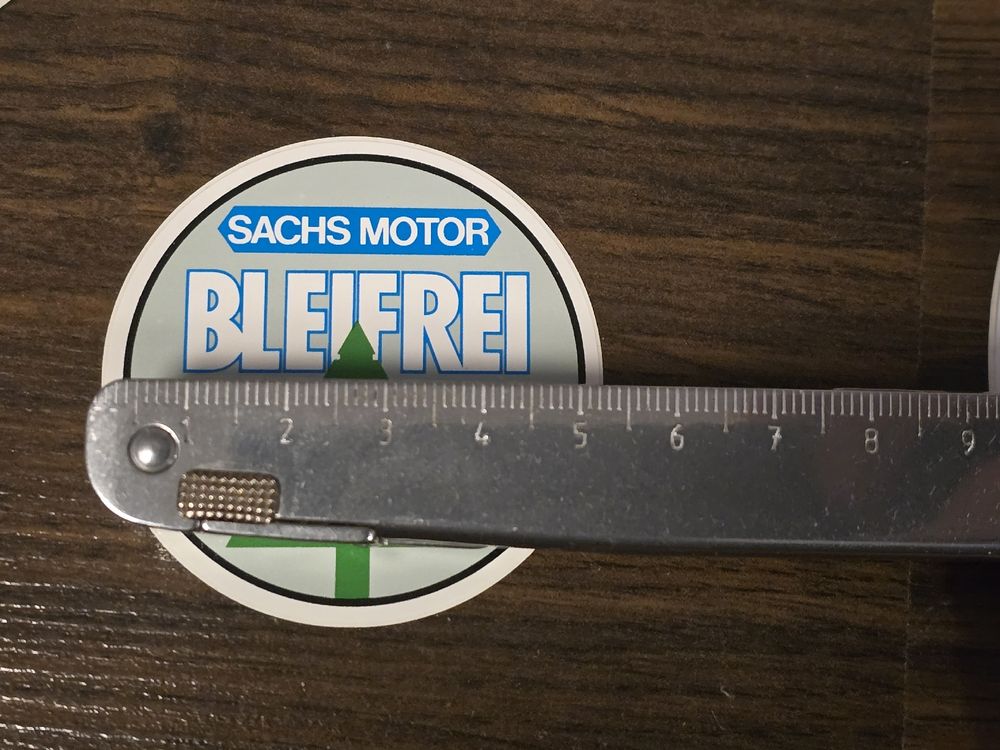 SACHS MOTOR
BLEIFREI
1 2 3 4 5 6 7 8 9